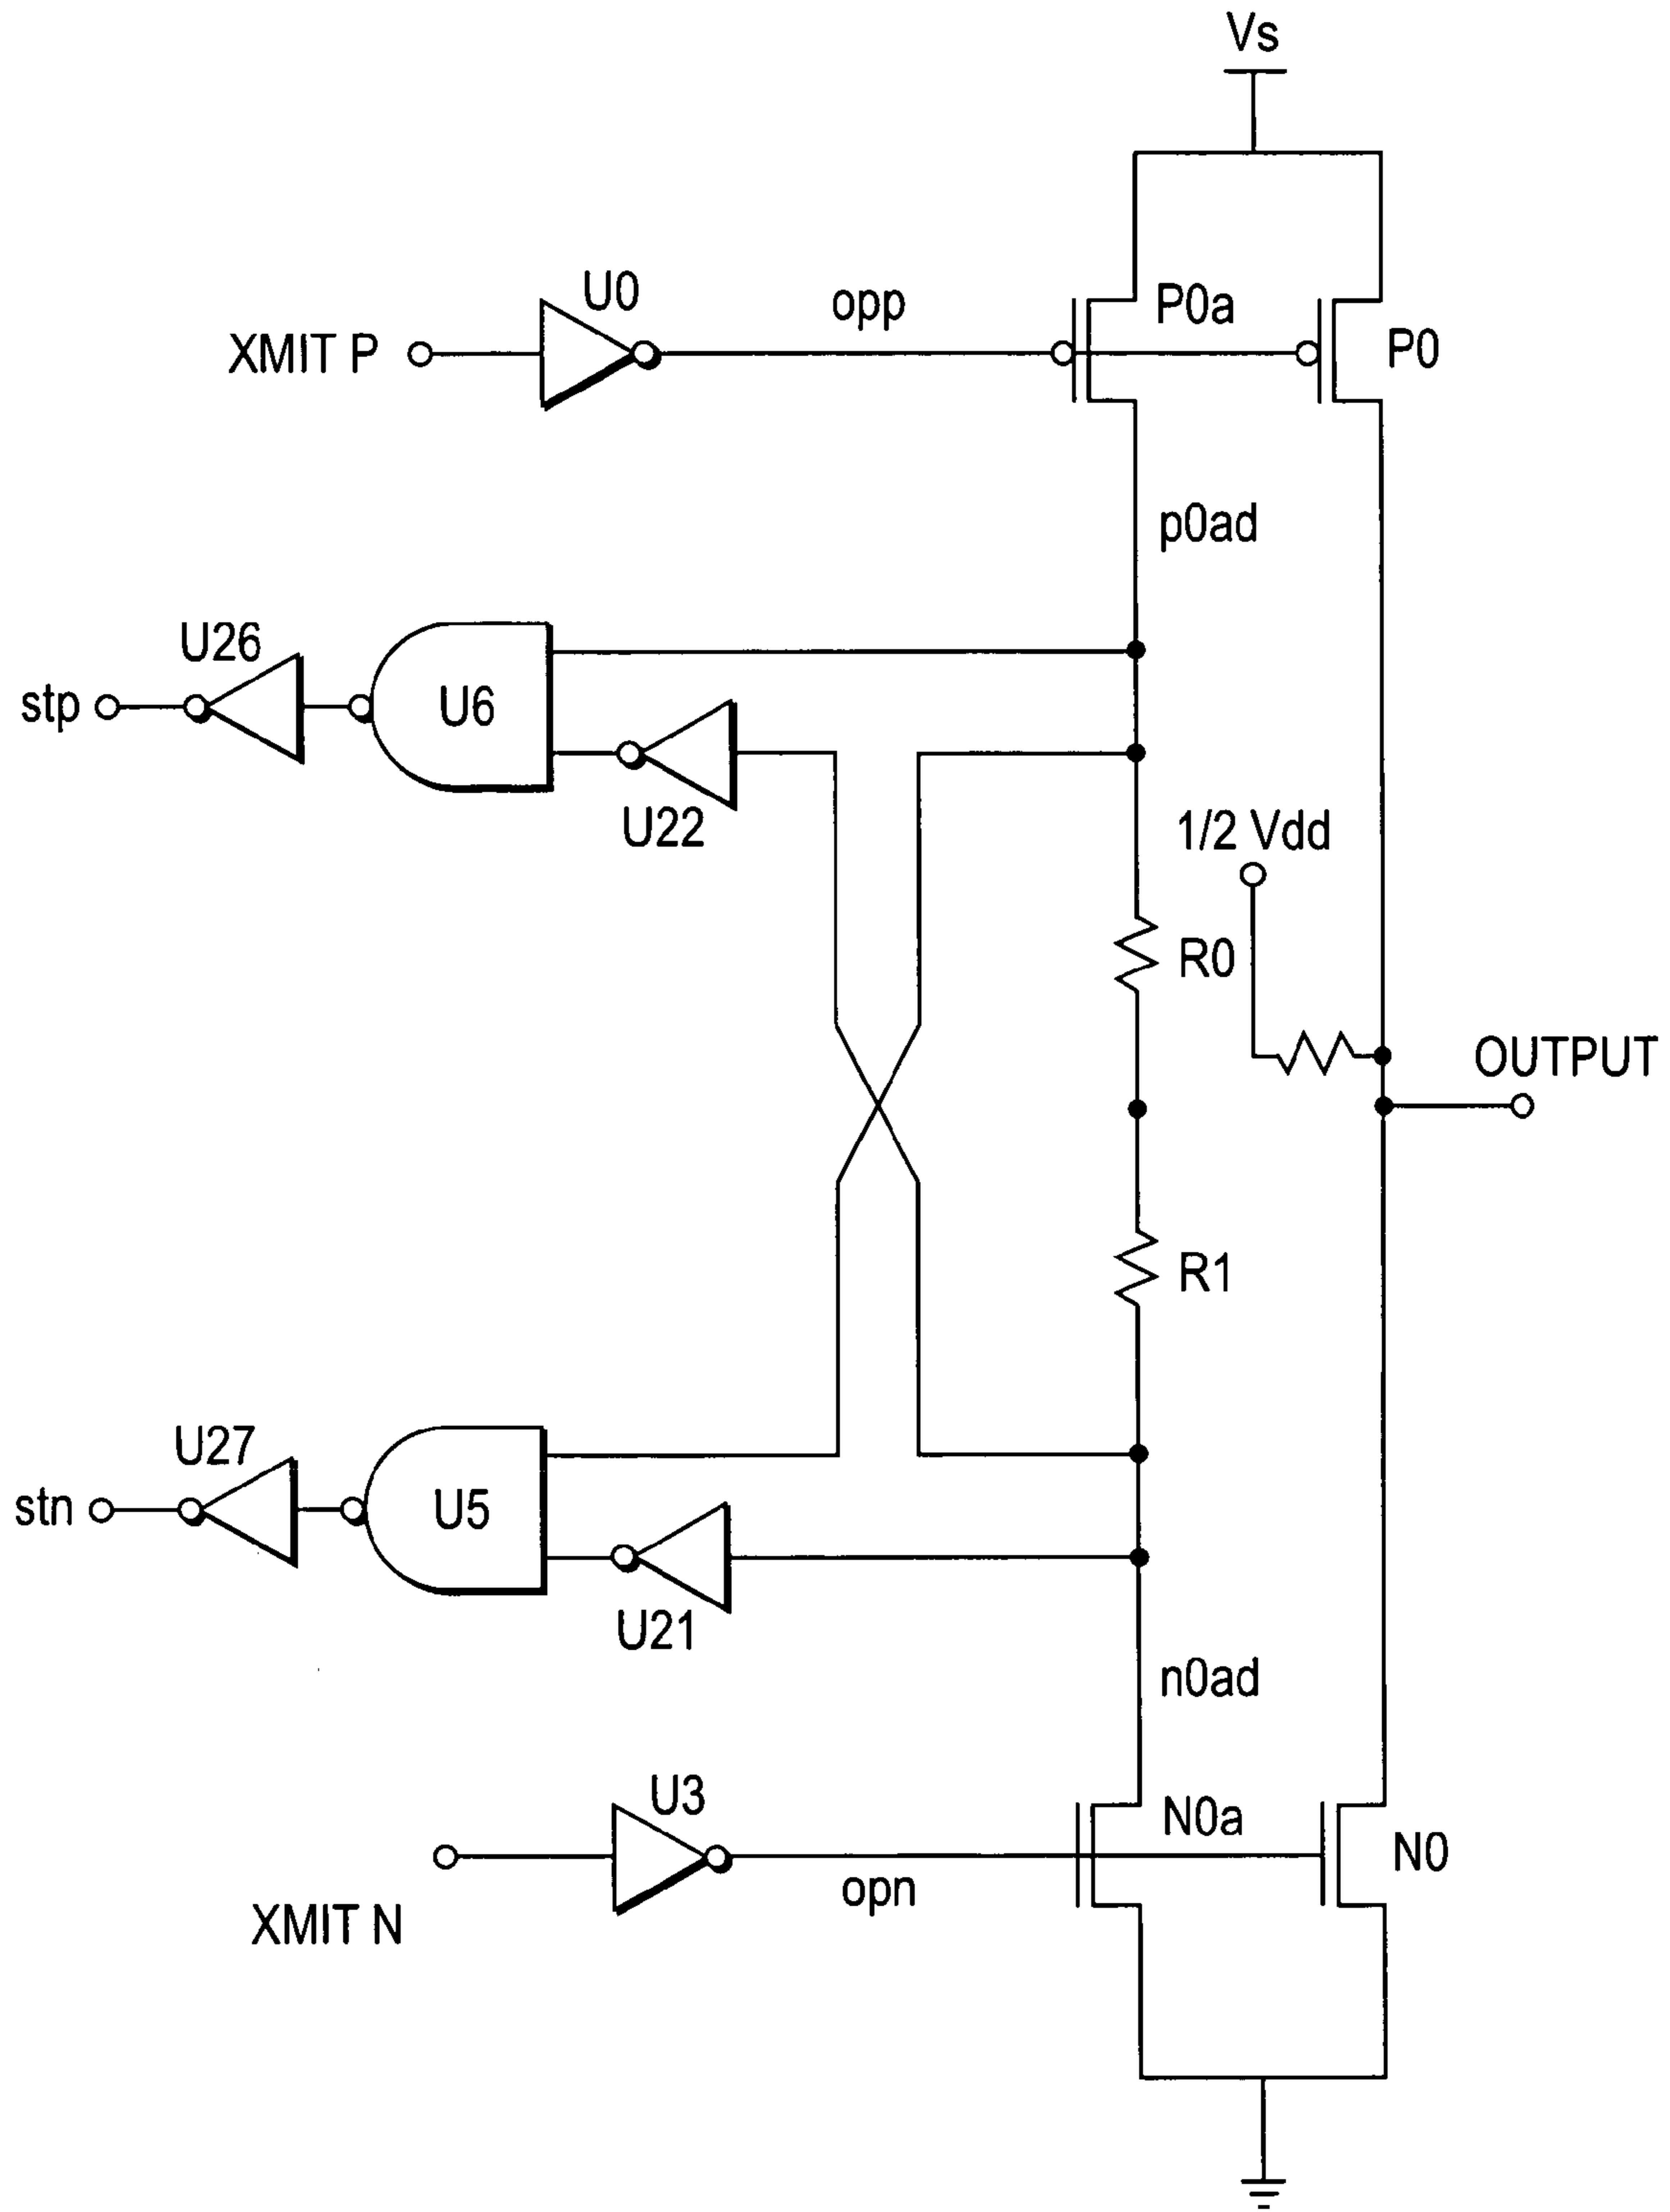 Vs
U0
opp
P0a
XMIT P
P0
p0ad
U26
stp
U6
U22
1/2 Vdd
R0
OUTPUT
R1
U27
stn
U5
U21
n0ad
U3
N0a
N0
opn
XMIT N